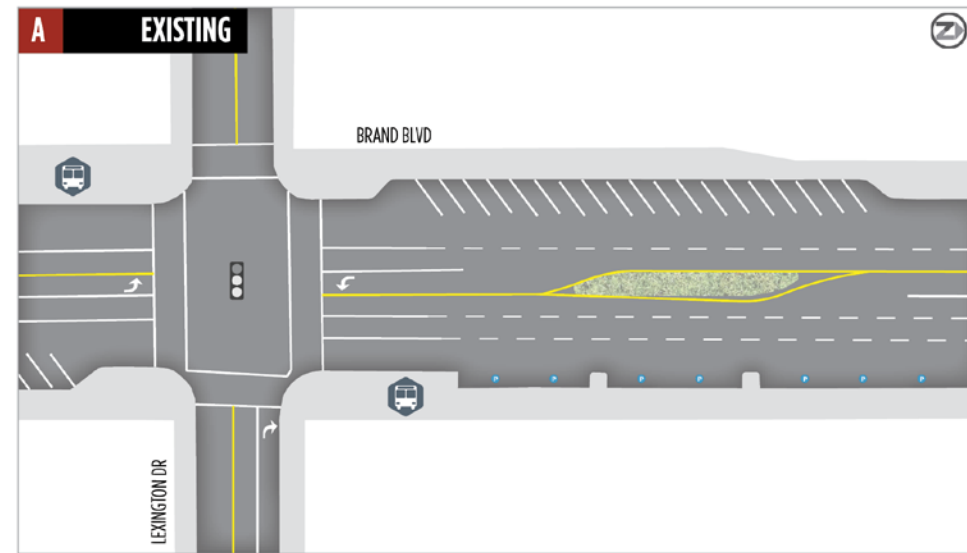 A EXISTING
Z
BRAND BLVD
LEXINGTON DR
P P P P P P P